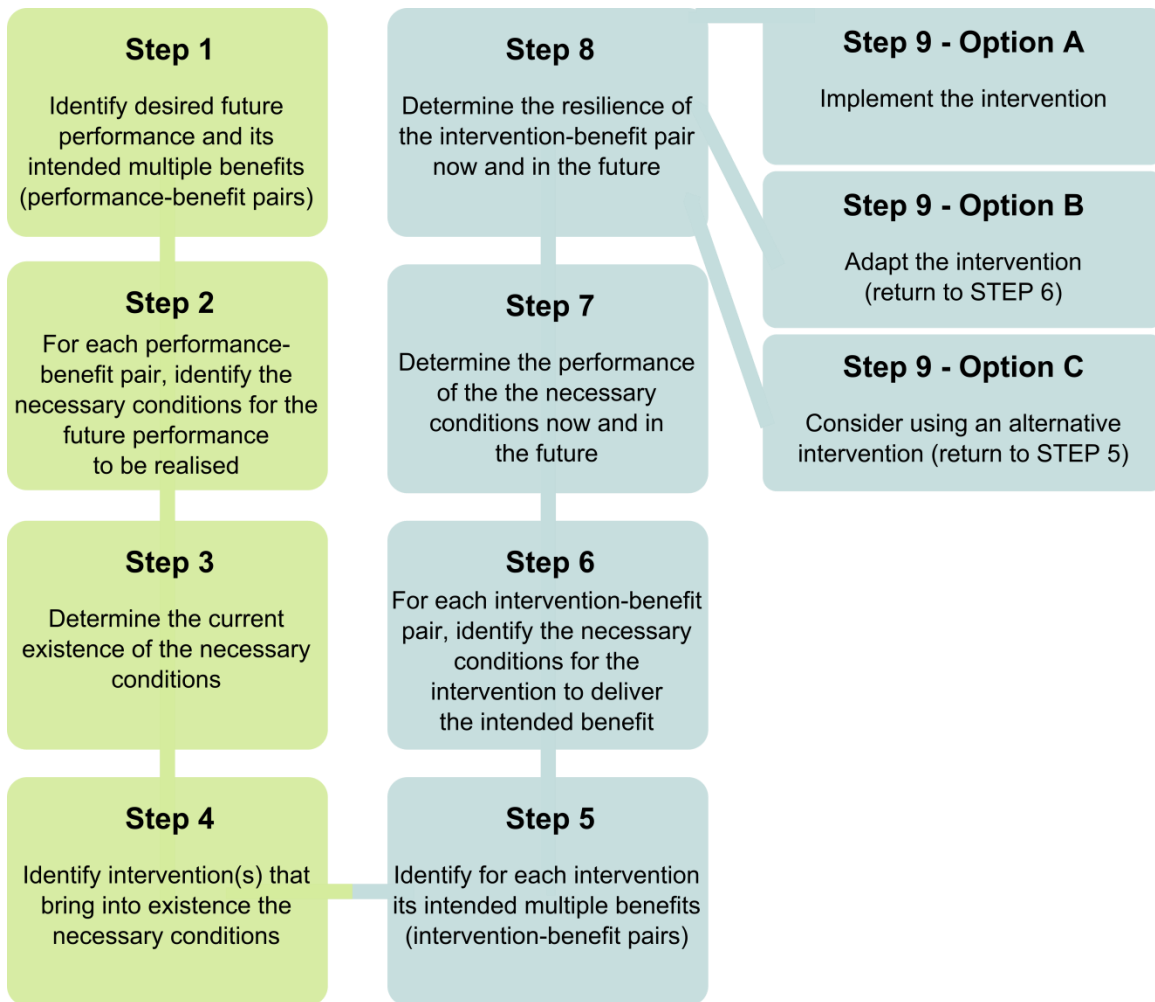 Step 1
Identify desired future
performance and its
intended multiple benefits
(performance-benefit pairs)
Step 2
For each performance-
benefit pair, identify the
necessary conditions for the
future performance
to be realised
Step 3
Determine the current
existence of the necessary
conditions
Step 4
Identify intervention(s) that
bring into existence the
necessary conditions
Step 5
Identify for each intervention
its intended multiple benefits
(intervention-benefit pairs)
Step 6
For each intervention-benefit
pair, identify the necessary
conditions for the
intervention to deliver
the intended benefit
Step 7
Determine the performance
of the the necessary
conditions now and in
the future
Step 8
Determine the resilience of
the intervention-benefit pair
now and in the future
Step 9 - Option A
Implement the intervention
Step 9 - Option B
Adapt the intervention
(return to STEP 6)
Step 9 - Option C
Consider using an alternative
intervention (return to STEP 5)